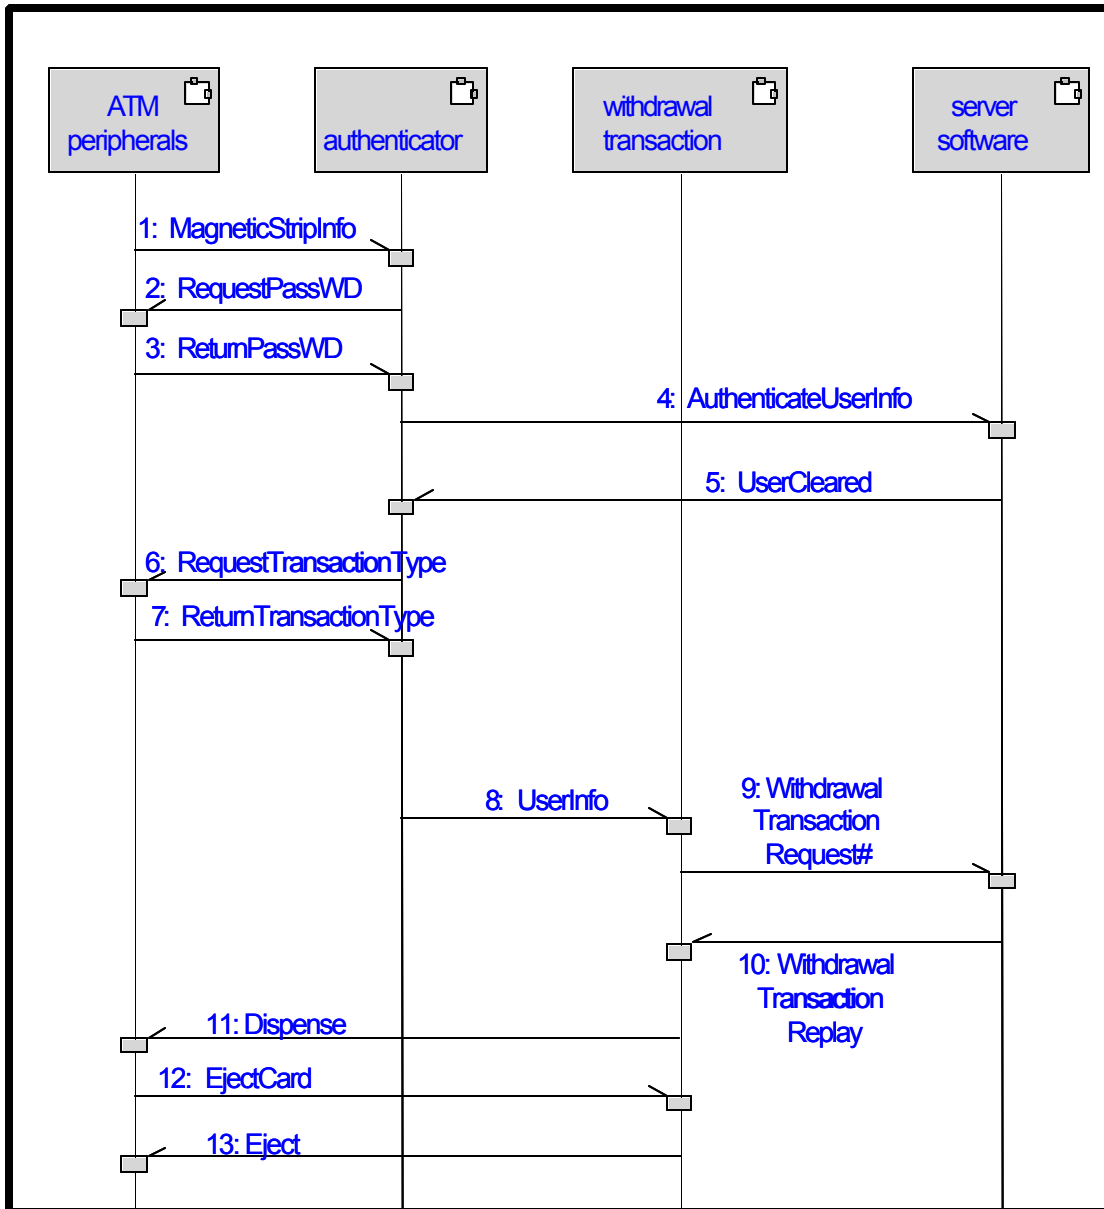 ATM
peripherals
authenticator
withdrawal
transaction
server
software
1: MagneticStripInfo
2: RequestPassWD
3: ReturnPassWD
4: AuthenticateUserInfo
5: UserCleared
6: RequestTransactionType
7: ReturnTransactionType
8: UserInfo
9: Withdrawal
Transaction
Request#
10: Withdrawal
Transaction
Replay
11: Dispense
12: EjectCard
13: Eject